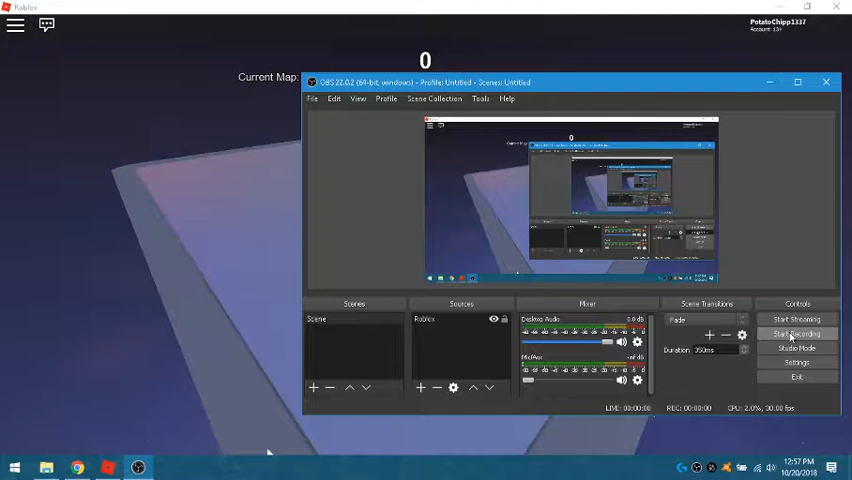 Roblox
PotatoChipp1337
Account: 13+
0
Current Map:
OBS 22.0.2 (64-bit, windows) - Profile: Untitled - Scenes: Untitled
File Edit View Profile Scene Collection Tools Help
Scenes Sources Mixer Scene Transitions Controls
Scene
Roblox
Desktop Audio 0.0 dB
Mic/Aux -inf dB
Fade
Duration 350ms
Start Streaming
Start Recording
Studio Mode
Settings
Exit
LIVE: 00:00:00 REC: 00:00:00 CPU: 2.0%, 30.00 fps
12:57 PM
10/20/2018